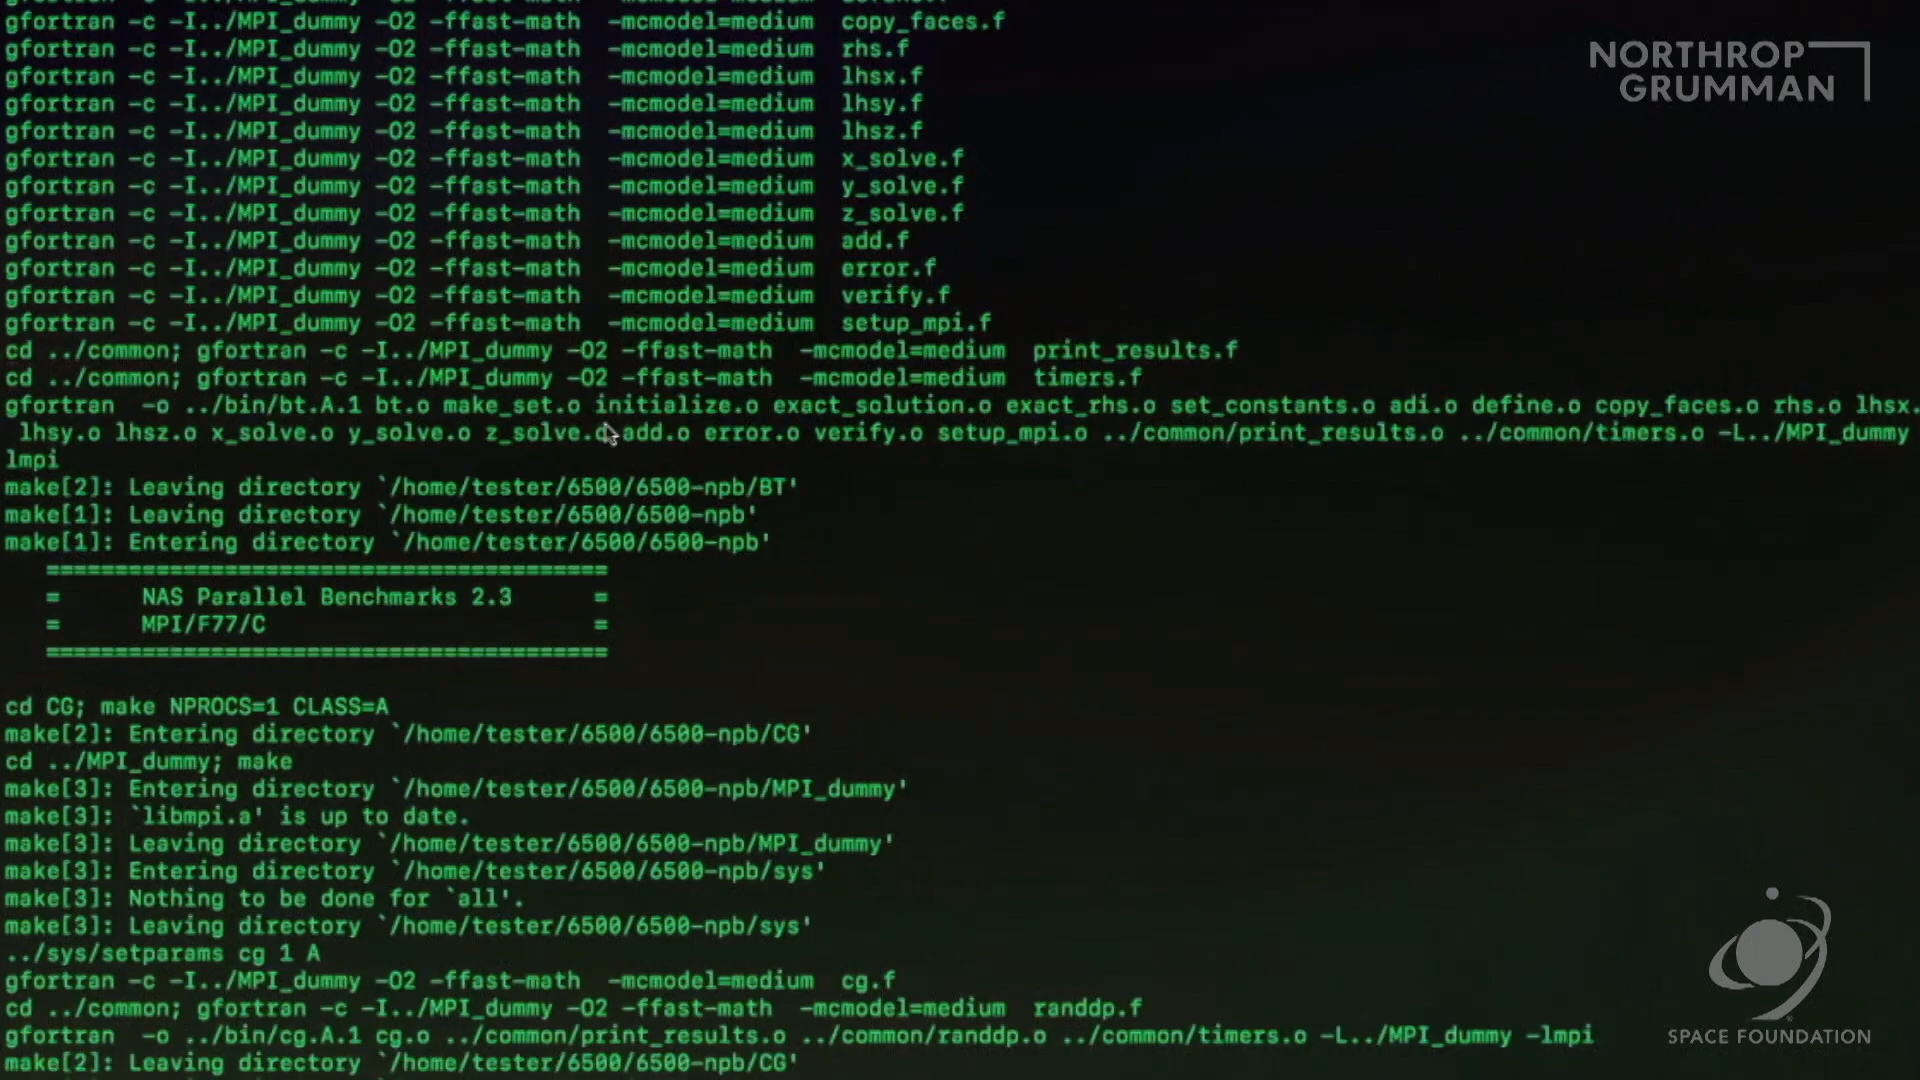 gfortran -c -I../MPI_dummy -O2 -ffast-math  -mcmodel=medium  copy_faces.f
gfortran -c -I../MPI_dummy -O2 -ffast-math  -mcmodel=medium  rhs.f
gfortran -c -I../MPI_dummy -O2 -ffast-math  -mcmodel=medium  lhsx.f
gfortran -c -I../MPI_dummy -O2 -ffast-math  -mcmodel=medium  lhsy.f
gfortran -c -I../MPI_dummy -O2 -ffast-math  -mcmodel=medium  lhsz.f
gfortran -c -I../MPI_dummy -O2 -ffast-math  -mcmodel=medium  x_solve.f
gfortran -c -I../MPI_dummy -O2 -ffast-math  -mcmodel=medium  y_solve.f
gfortran -c -I../MPI_dummy -O2 -ffast-math  -mcmodel=medium  z_solve.f
gfortran -c -I../MPI_dummy -O2 -ffast-math  -mcmodel=medium  add.f
gfortran -c -I../MPI_dummy -O2 -ffast-math  -mcmodel=medium  error.f
gfortran -c -I../MPI_dummy -O2 -ffast-math  -mcmodel=medium  verify.f
gfortran -c -I../MPI_dummy -O2 -ffast-math  -mcmodel=medium  setup_mpi.f
cd ../common; gfortran -c -I../MPI_dummy -O2 -ffast-math  -mcmodel=medium  print_results.f
cd ../common; gfortran -c -I../MPI_dummy -O2 -ffast-math  -mcmodel=medium  timers.f
gfortran  -o ../bin/bt.A.1 bt.o make_set.o initialize.o exact_solution.o exact_rhs.o set_constants.o adi.o define.o copy_faces.o rhs.o lhsx.
lhsy.o lhsz.o x_solve.o y_solve.o z_solve.o add.o error.o verify.o setup_mpi.o ../common/print_results.o ../common/timers.o -L../MPI_dummy
lmpi
make[2]: Leaving directory `/home/tester/6500/6500-npb/BT'
make[1]: Leaving directory `/home/tester/6500/6500-npb'
make[1]: Entering directory `/home/tester/6500/6500-npb'
=========================================
=      NAS Parallel Benchmarks 2.3      =
=      MPI/F77/C                        =
=========================================
cd CG; make NPROCS=1 CLASS=A
make[2]: Entering directory `/home/tester/6500/6500-npb/CG'
cd ../MPI_dummy; make
make[3]: Entering directory `/home/tester/6500/6500-npb/MPI_dummy'
make[3]: `libmpi.a' is up to date.
make[3]: Leaving directory `/home/tester/6500/6500-npb/MPI_dummy'
make[3]: Entering directory `/home/tester/6500/6500-npb/sys'
make[3]: Nothing to be done for `all'.
make[3]: Leaving directory `/home/tester/6500/6500-npb/sys'
../sys/setparams cg 1 A
gfortran -c -I../MPI_dummy -O2 -ffast-math  -mcmodel=medium  cg.f
cd ../common; gfortran -c -I../MPI_dummy -O2 -ffast-math  -mcmodel=medium  randdp.f
gfortran  -o ../bin/cg.A.1 cg.o ../common/print_results.o ../common/randdp.o ../common/timers.o -L../MPI_dummy -lmpi
make[2]: Leaving directory `/home/tester/6500/6500-npb/CG'
NORTHROP
GRUMMAN
SPACE FOUNDATION